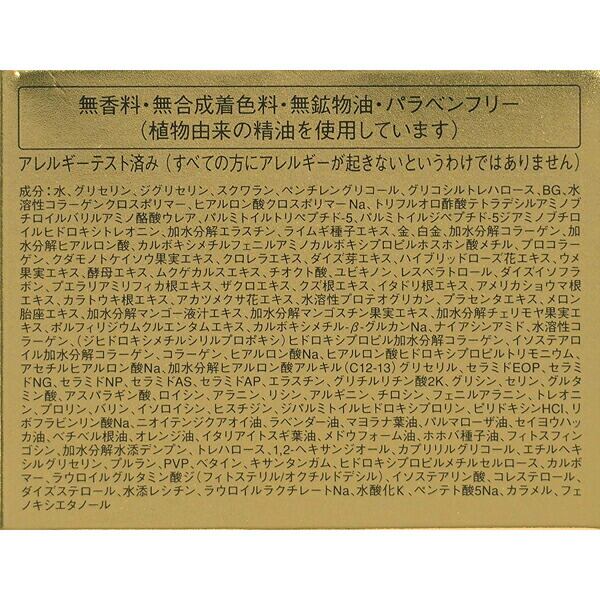 無香料・無合成着色料・無鉱物油・パラベンフリー
(植物由来の精油を使用しています)
アレルギーテスト済み (すべての方にアレルギーが起きないというわけではありません)
成分：水、グリセリン、ジグリセリン、スクワラン、ペンチレングリコール、グリコシルトレハロース、BG、水
溶性コラーゲンクロスポリマー、ヒアルロン酸クロスポリマーNa、トリフルオロ酢酸テトラデシルアミノブ
チロイルバリルアミノ酪酸ウレア、パルミトイルトリペプチド-5、パルミトイルジペプチド-5ジアミノブチロ
イルヒドロキシトレオニン、加水分解エラスチン、ライムギ種子エキス、金、白金、加水分解コラーゲン、加
水分解ヒアルロン酸、カルボキシメチルフェニルアミノカルボキシプロピルホスホン酸メチル、プロコラー
ゲン、クダモノトケイソウ果実エキス、クロレラエキス、ダイズ芽エキス、ハイブリッドローズ花エキス、ウメ
果実エキス、酵母エキス、ムクゲカルスエキス、チオクト酸、ユビキノン、レスベラトロール、ダイズイソフラ
ボン、プエラリアミリフィカ根エキス、ザクロエキス、クズ根エキス、イタドリ根エキス、アメリカショウマ根
エキス、カラトウキ根エキス、アカツメクサ花エキス、水溶性プロテオグリカン、プラセンタエキス、メロン
胎座エキス、加水分解マンゴー液汁エキス、加水分解マンゴスチン果実エキス、加水分解チェリモヤ果実エ
キス、ポルフィリジウムクルエンタムエキス、カルボキシメチル-β-グルカンNa、ナイアシンアミド、水溶性コ
ラーゲン、(ジヒドロキシメチルシリルプロポキシ)ヒドロキシプロピル加水分解コラーゲン、イソステアロ
イル加水分解コラーゲン、コラーゲン、ヒアルロン酸Na、ヒアルロン酸ヒドロキシプロピルトリモニウム、
アセチルヒアルロン酸Na、加水分解ヒアルロン酸アルキル(C12-13)グリセリル、セラミドEOP、セラミ
ドNG、セラミドNP、セラミドAS、セラミドAP、エラスチン、グリチルリチン酸2K、グリシン、セリン、グルタ
ミン酸、アスパラギン酸、ロイシン、アラニン、リシン、アルギニン、チロシン、フェニルアラニン、トレオニ
ン、プロリン、バリン、イソロイシン、ヒスチジン、ジパルミトイルヒドロキシプロリン、ピリドキシンHCI、リ
ボフラビンリン酸Na、ニオイテンジクアオイ油、ラベンダー油、マヨラナ葉油、パルマローザ油、セイヨウハッ
カ油、ベチベル根油、オレンジ油、イタリアイトスギ葉油、メドウフォーム油、ホホバ種子油、フィトスフィン
ゴシン、加水分解水添デンプン、トレハロース、1,2-ヘキサンジオール、カプリリルグリコール、エチルヘキ
シルグリセリン、プルラン、PVP、ベタイン、キサンタンガム、ヒドロキシプロピルメチルセルロース、カルボ
マー、ラウロイルグルタミン酸ジ(フィトステリル/オクチルドデシル)、イソステアリン酸、コレステロール、
ダイズステロール、水添レシチン、ラウロイルラクチレートNa、水酸化K、ペンテト酸5Na、カラメル、フェ
ノキシエタノール